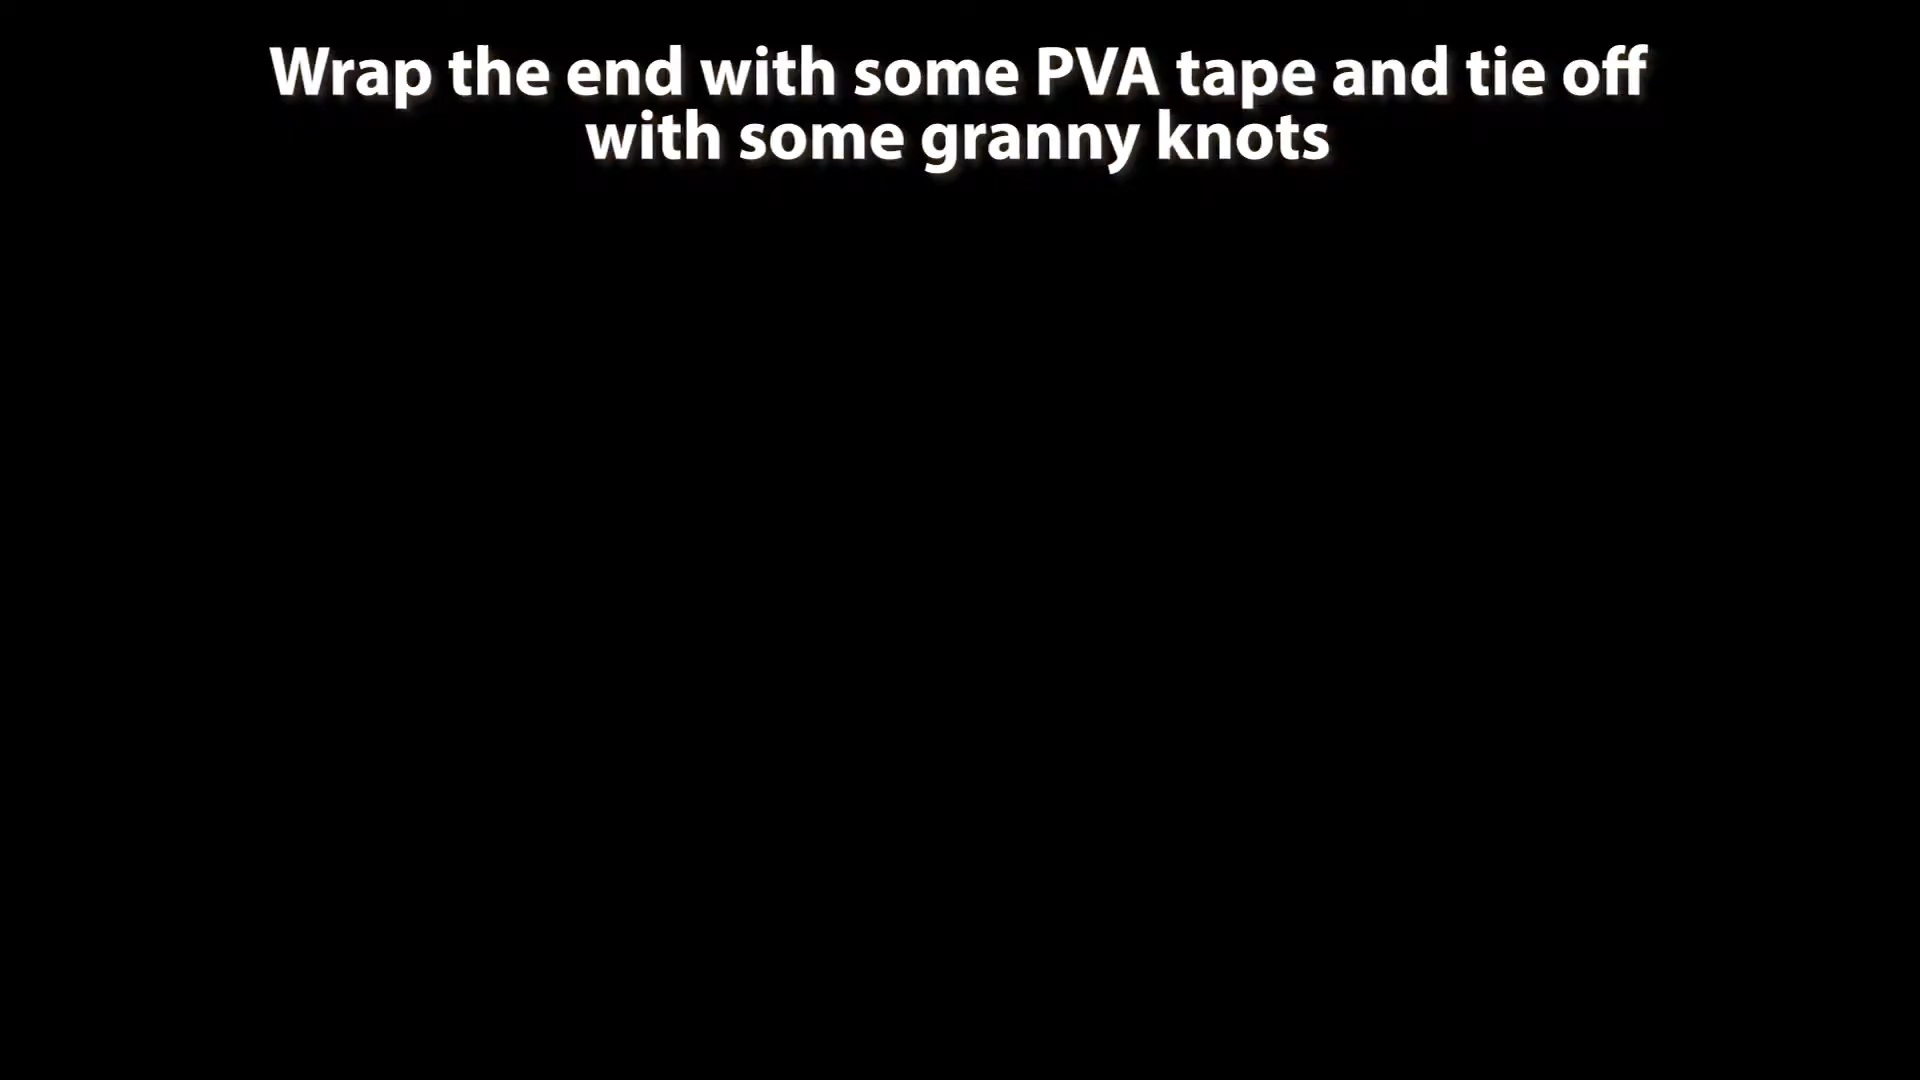 Wrap the end with some PVA tape and tie off
with some granny knots